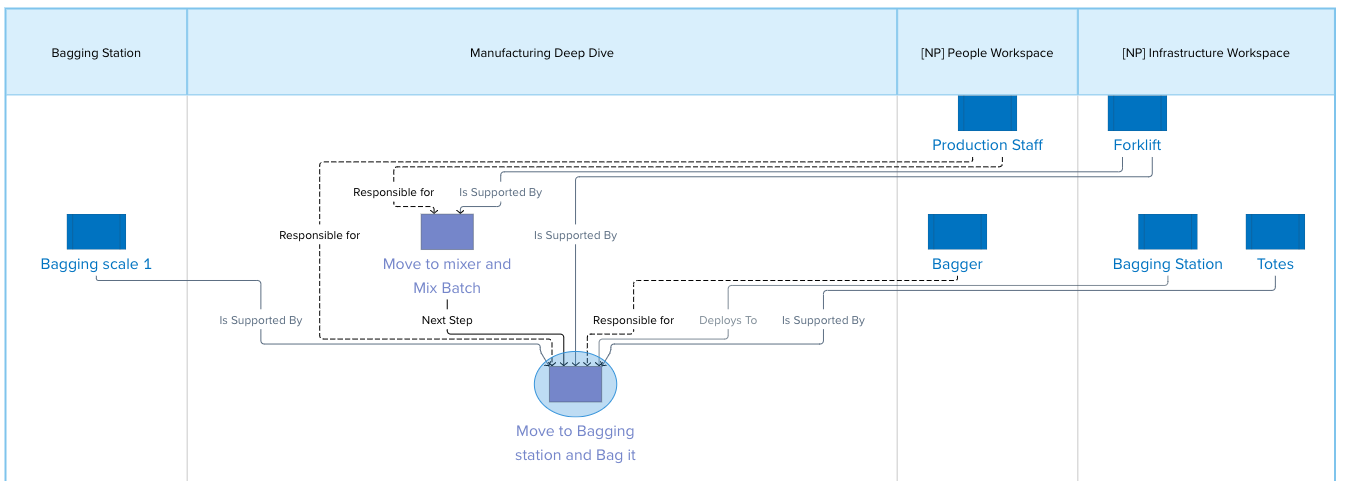 Bagging Station
Manufacturing Deep Dive
[NP] People Workspace
[NP] Infrastructure Workspace
Production Staff
Forklift
Responsible for
Is Supported By
Responsible for
Is Supported By
Bagging scale 1
Move to mixer and
Mix Batch
Bagger
Bagging Station
Totes
Is Supported By
Next Step
Responsible for
Deploys To
Is Supported By
Move to Bagging
station and Bag it